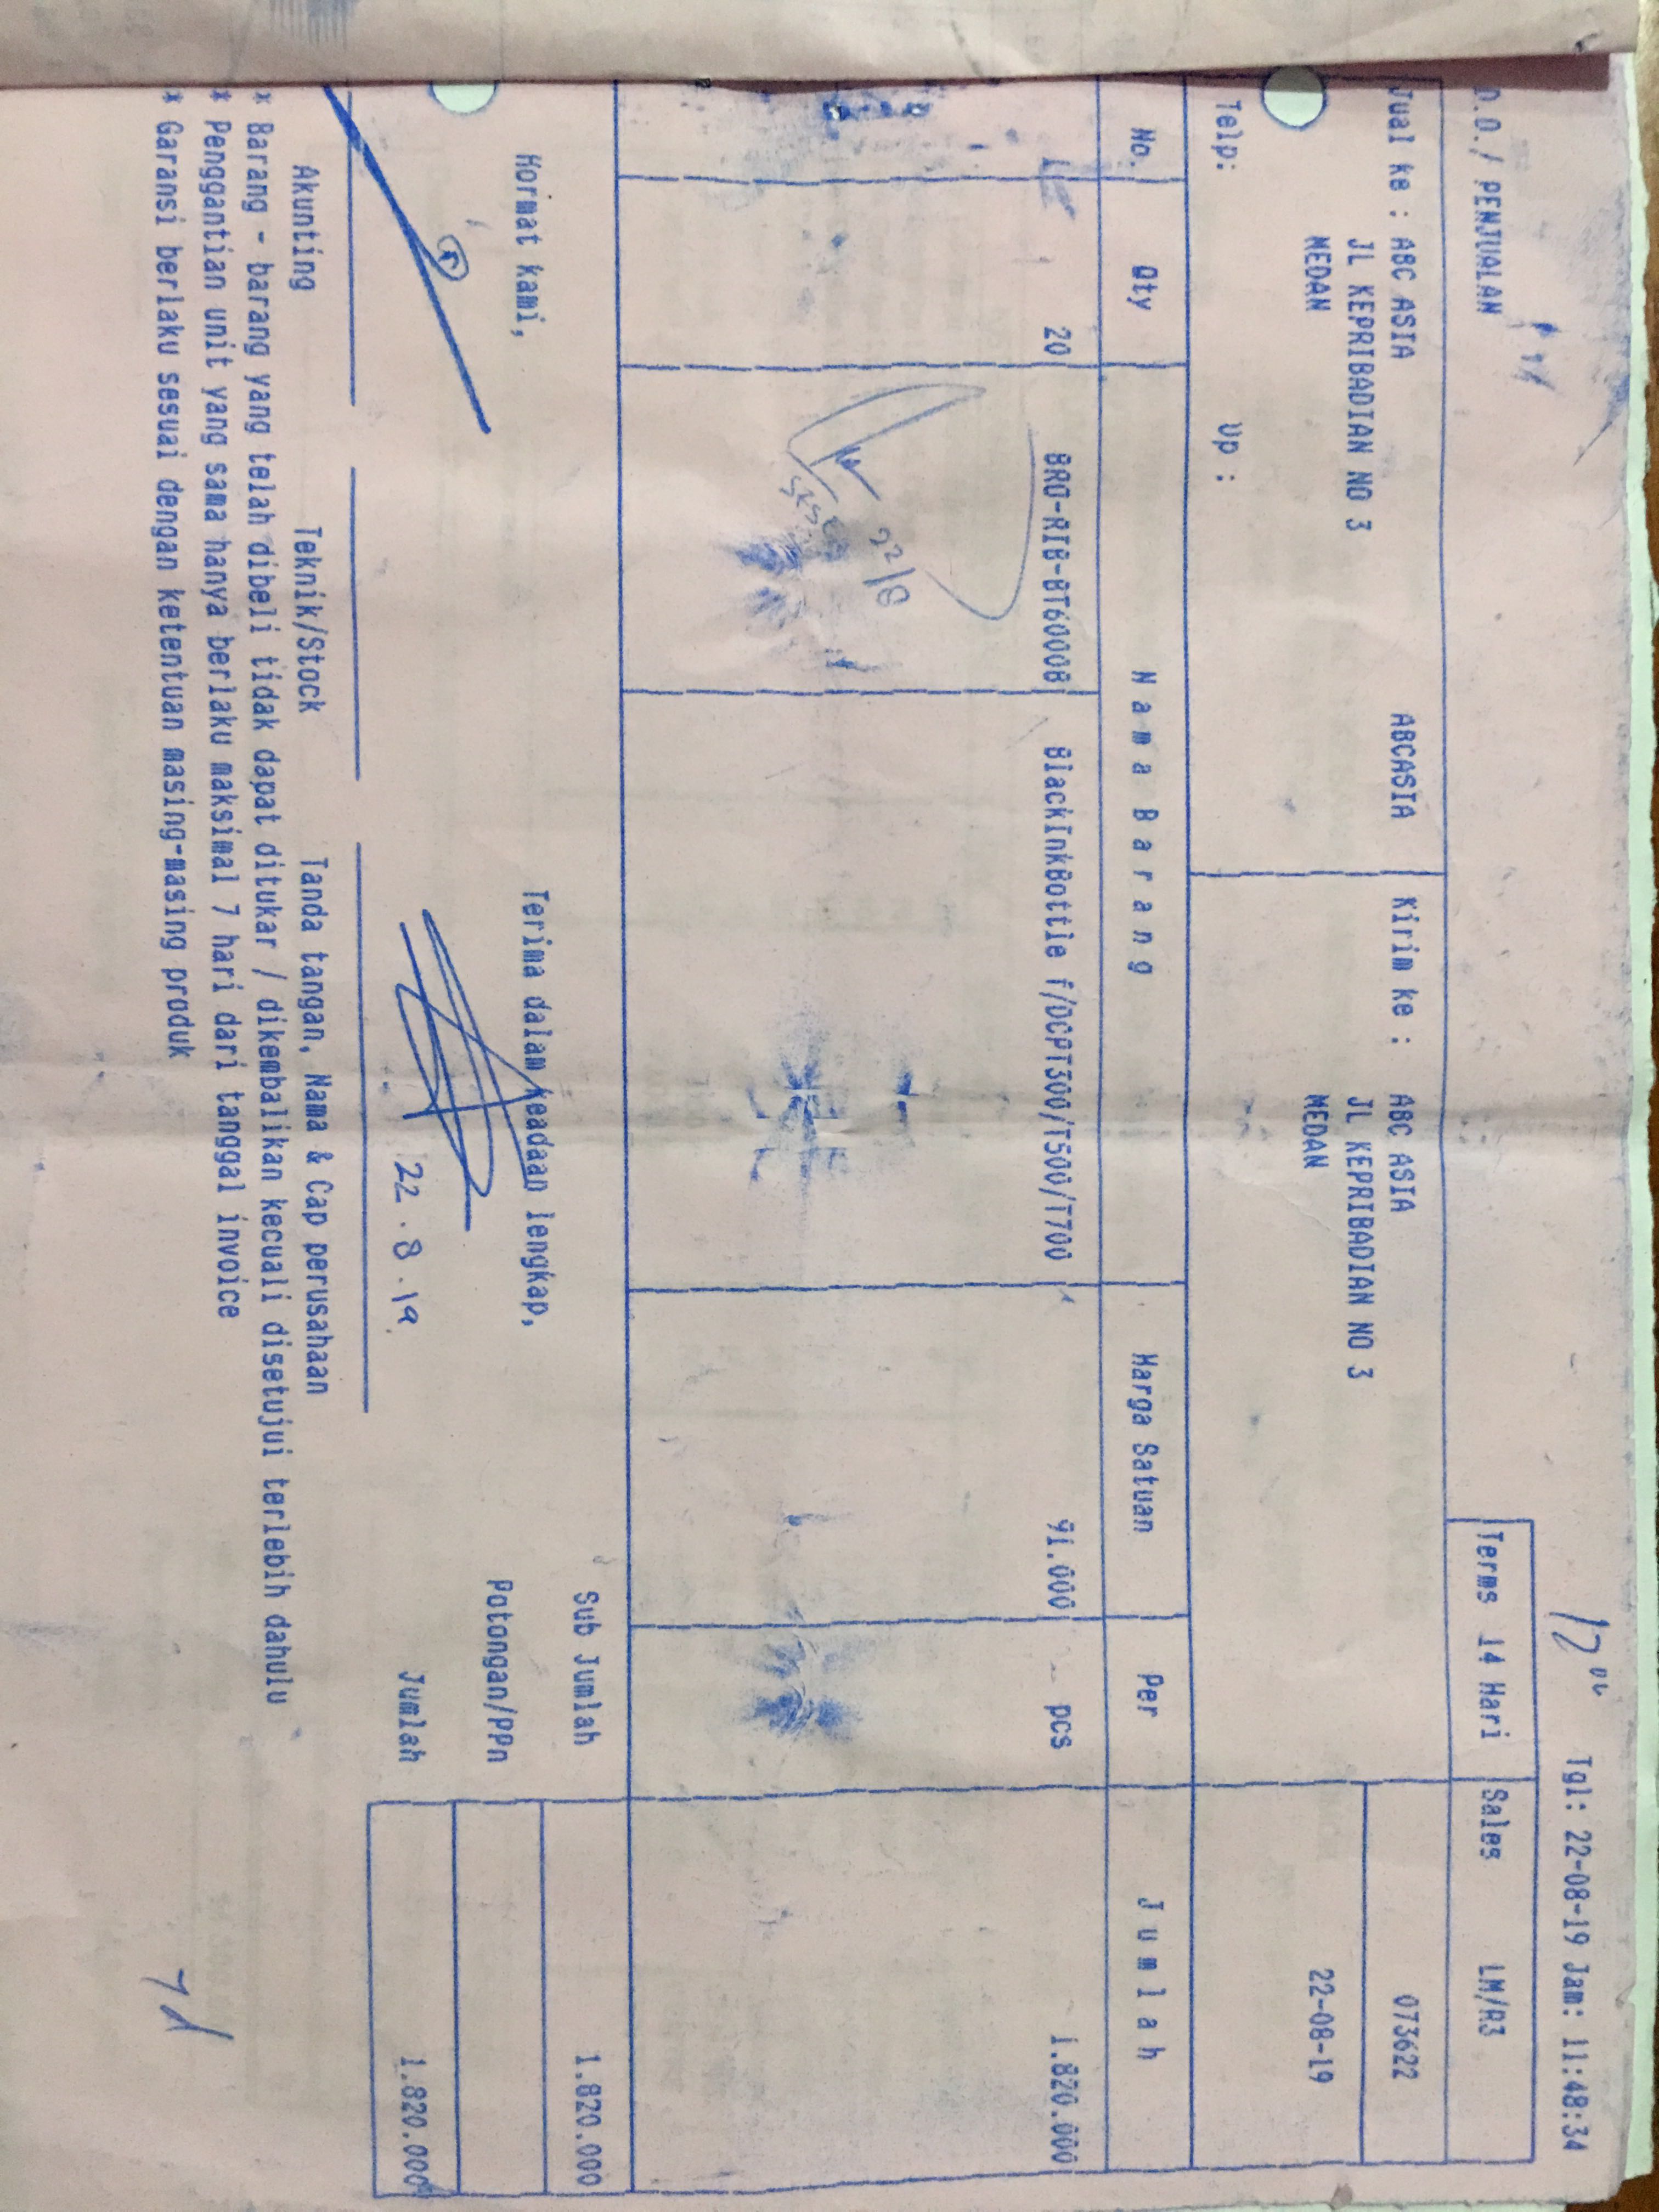 Tgl: 22-08-19 Jam: 11:48:34
D.O./ PENJUALAN
Terms 14 Hari Sales LM/R3
Jual ke : ABC ASIA ABCASIA Kirim ke : ABC ASIA 073622
JL KEPRIBADIAN NO 3 JL KEPRIBADIAN NO 3
MEDAN MEDAN 22-08-19
Telp: Up :
No. Qty Nama Barang Harga Satuan Per Jumlah
20 BRO-RIB-BT6000B BlackInkBottle f/DCPT300/T500/T700 91.000 pcs 1.820.000
22/8
Sub Jumlah 1.820.000
Hormat kami, Terima dalam keadaan lengkap,
Potongan/PPn
22.8.19
Jumlah 1.820.000
Akunting Teknik/Stock Tanda tangan, Nama & Cap perusahaan
* Barang - barang yang telah dibeli tidak dapat ditukar / dikembalikan kecuali disetujui terlebih dahulu
* Penggantian unit yang sama hanya berlaku maksimal 7 hari dari tanggal invoice
* Garansi berlaku sesuai dengan ketentuan masing-masing produk